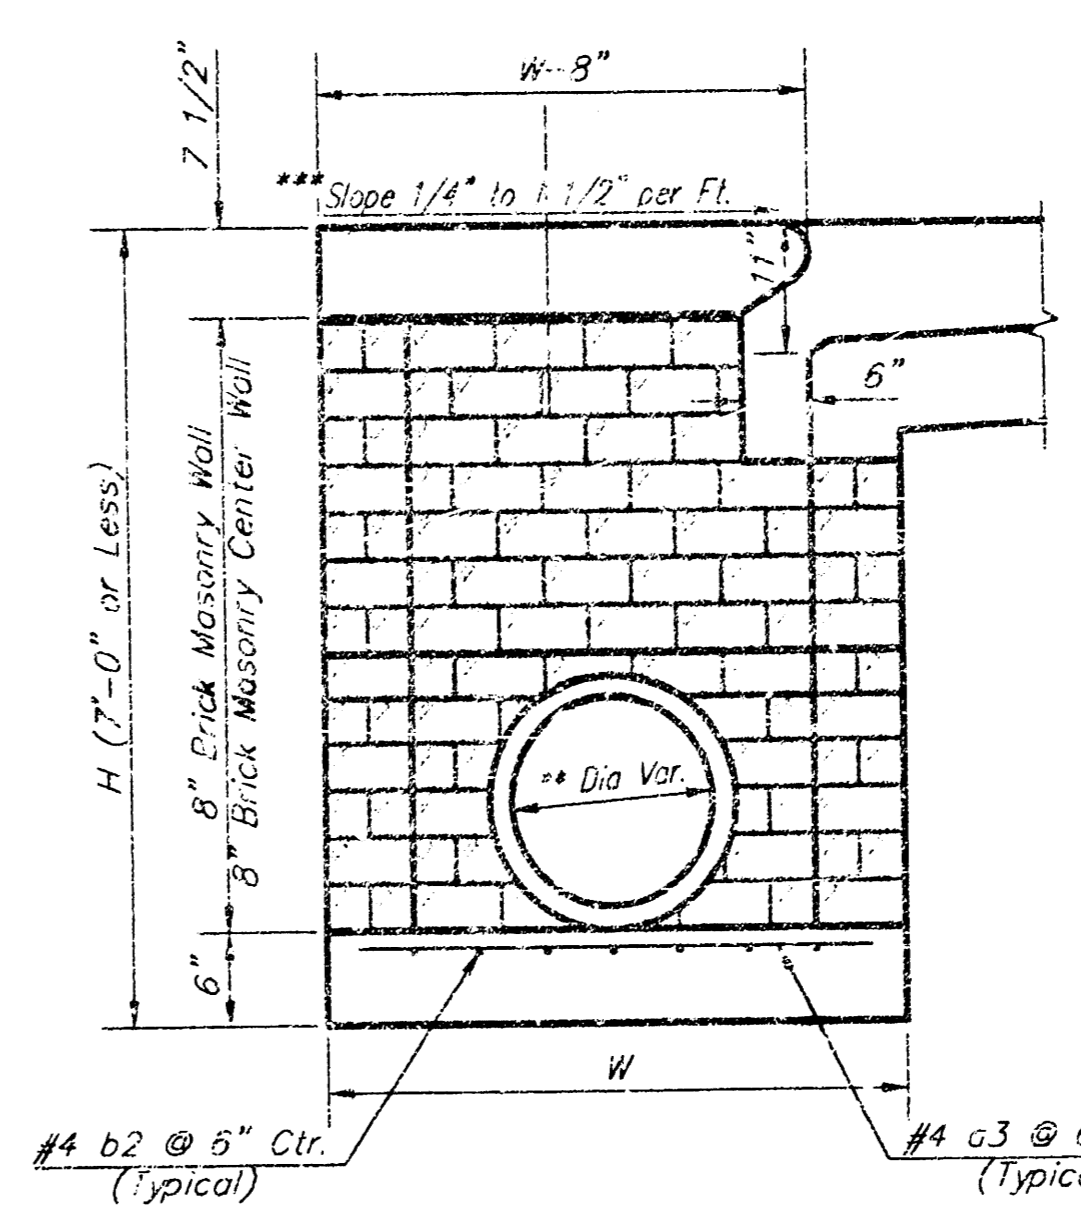 7 1/2"
W-8"
***Slope 1/4" to 1 1/2" per Ft.
11"
6"
H (7'-0" or Less)
8" Brick Masonry Wall
8" Brick Masonry Center Wall
** Dia Var.
6"
W
#4 b2 @ 6" Ctr.
(Typical)
#4 a3 @